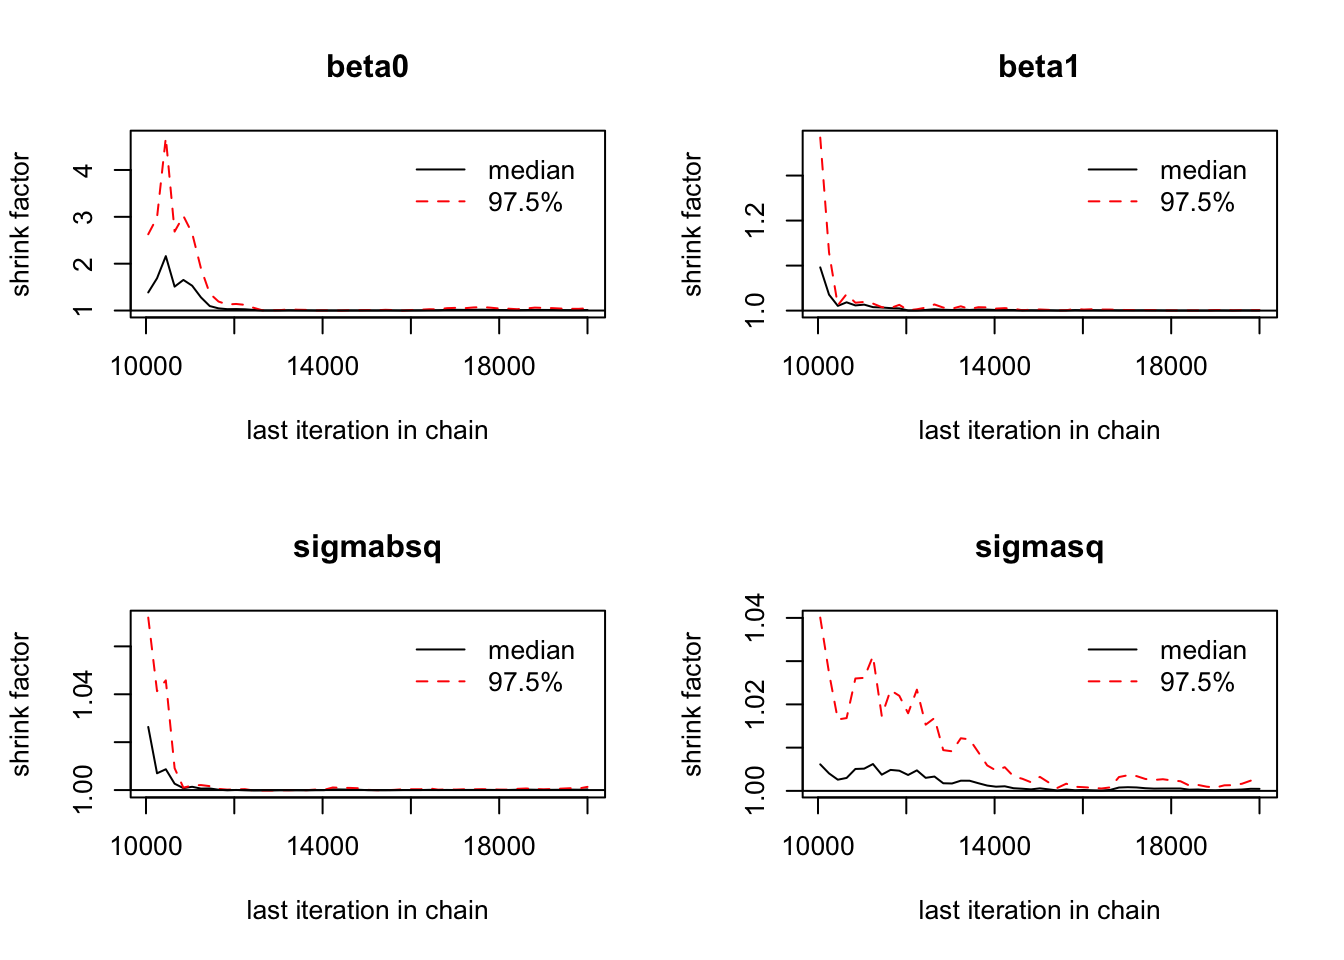 beta0
shrink factor
4
3
2
1
median
97.5%
10000 14000 18000
last iteration in chain
beta1
shrink factor
1.2
1.0
median
97.5%
10000 14000 18000
last iteration in chain
sigmabsq
shrink factor
1.04
1.00
median
97.5%
10000 14000 18000
last iteration in chain
sigmasq
shrink factor
1.04
1.02
1.00
median
97.5%
10000 14000 18000
last iteration in chain